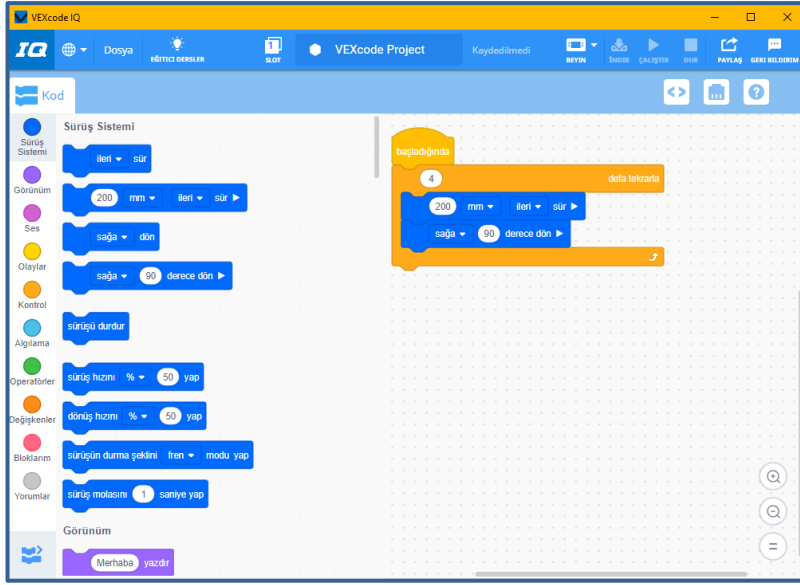 VEXcode IQ
IQ
Dosya
EĞİTİCİ DERSLER
1
SLOT
VEXcode Project
Kaydedilmedi
BEYIN
İNDİR
ÇALIŞTIR
DUR
PAYLAŞ
GERI BILDIRIM
Kod
Sürüş Sistemi
Görünüm
Ses
Olaylar
Kontrol
Algılama
Operatörler
Değişkenler
Bloklarım
Yorumlar
Sürüş Sistemi
ileri sür
200 mm ileri sür
sağa dön
sağa 90 derece dön
sürüşü durdur
sürüş hızını % 50 yap
dönüş hızını % 50 yap
sürüşün durma şeklini fren modu yap
sürüş molasını 1 saniye yap
Görünüm
Merhaba yazdır
başladığında
4 defa tekrarla
200 mm ileri sür
sağa 90 derece dön